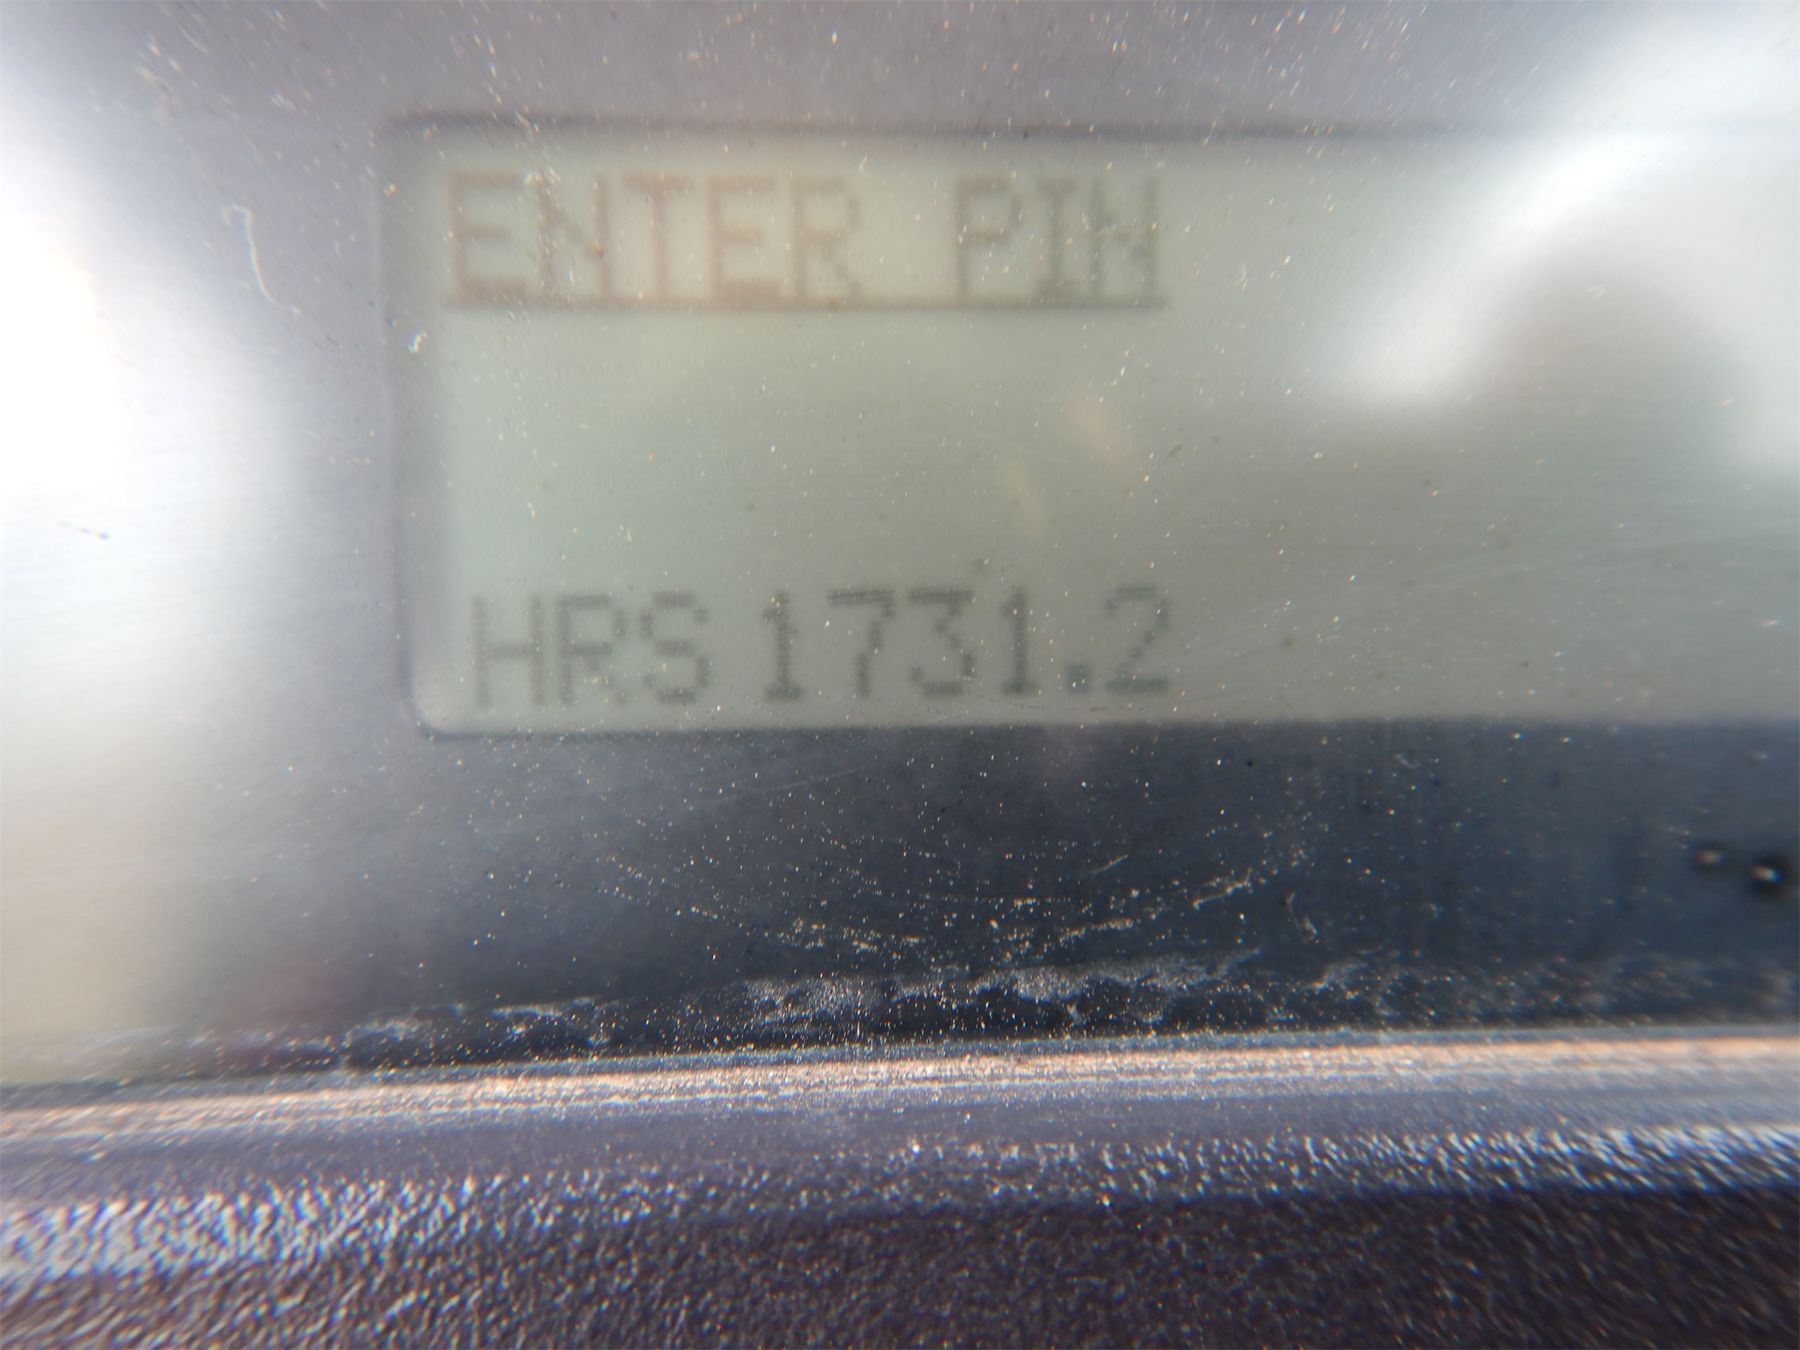 ENTER PIN
HRS 1731.2